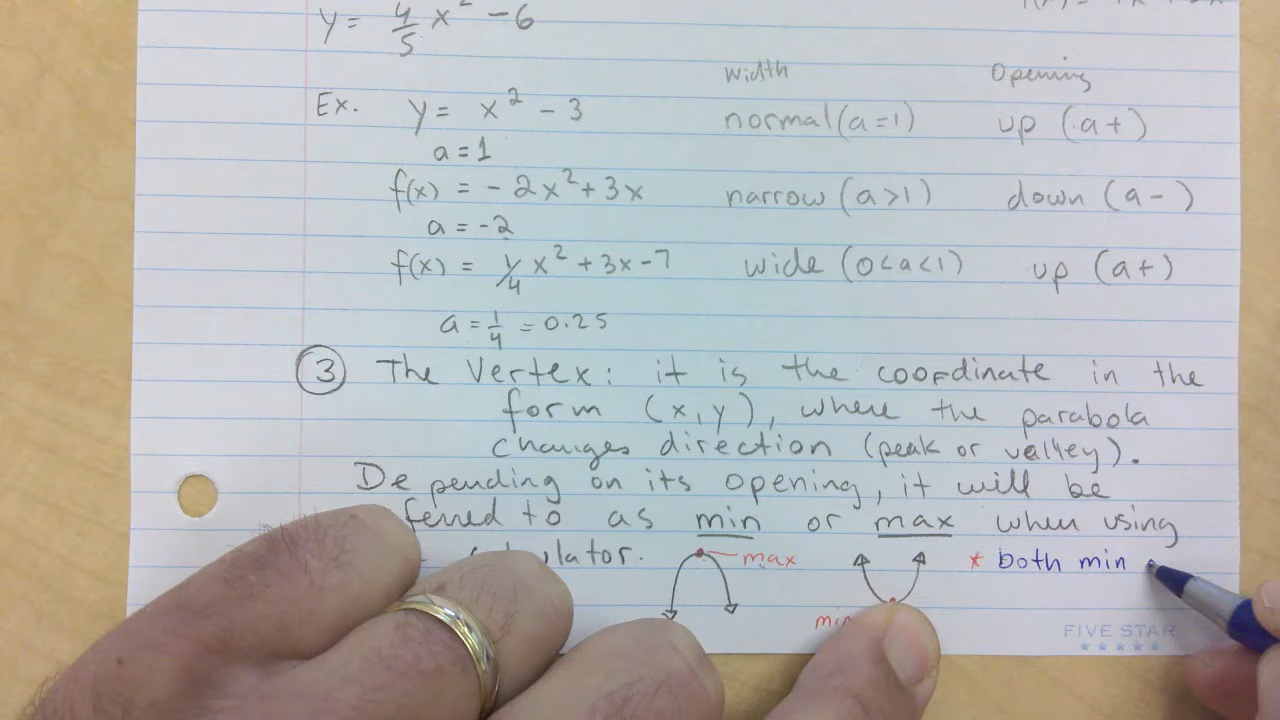 y = 4/5 x² - 6
width Opening
Ex. y = x² - 3 normal (a=1) up (a+)
a = 1
f(x) = -2x² + 3x narrow (a>1) down (a-)
a = -2
f(x) = 1/4 x² + 3x - 7 wide (0<a<1) up (a+)
a = 1/4 = 0.25
3 The Vertex: it is the coordinate in the
form (x,y), where the parabola
changes direction (peak or valley).
Depending on its opening, it will be
ferred to as min or max when using
lator. max * both min
FIVE STAR